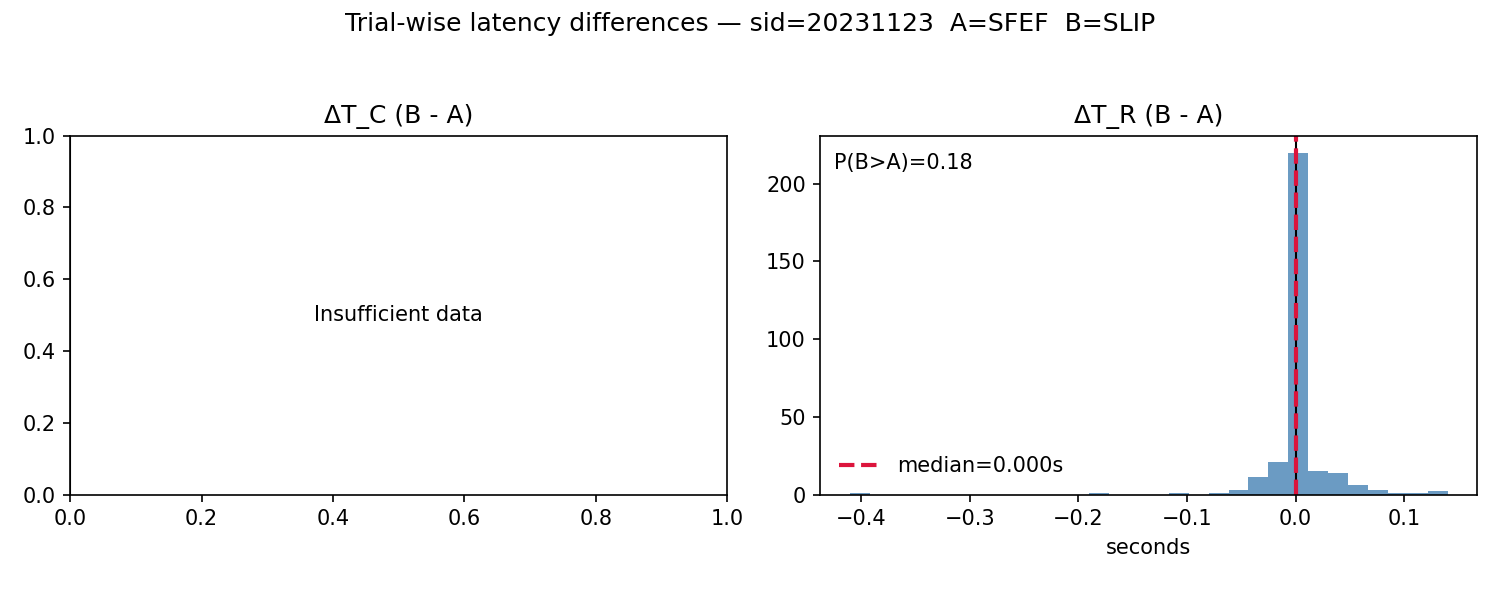 Trial-wise latency differences — sid=20231123  A=SFEF  B=SLIP
ΔT_C (B - A)
1.0
0.8
0.6
0.4
0.2
0.0
Insufficient data
0.0 0.2 0.4 0.6 0.8 1.0
ΔT_R (B - A)
P(B>A)=0.18
200
150
100
50
0
median=0.000s
−0.4 −0.3 −0.2 −0.1 0.0 0.1
seconds